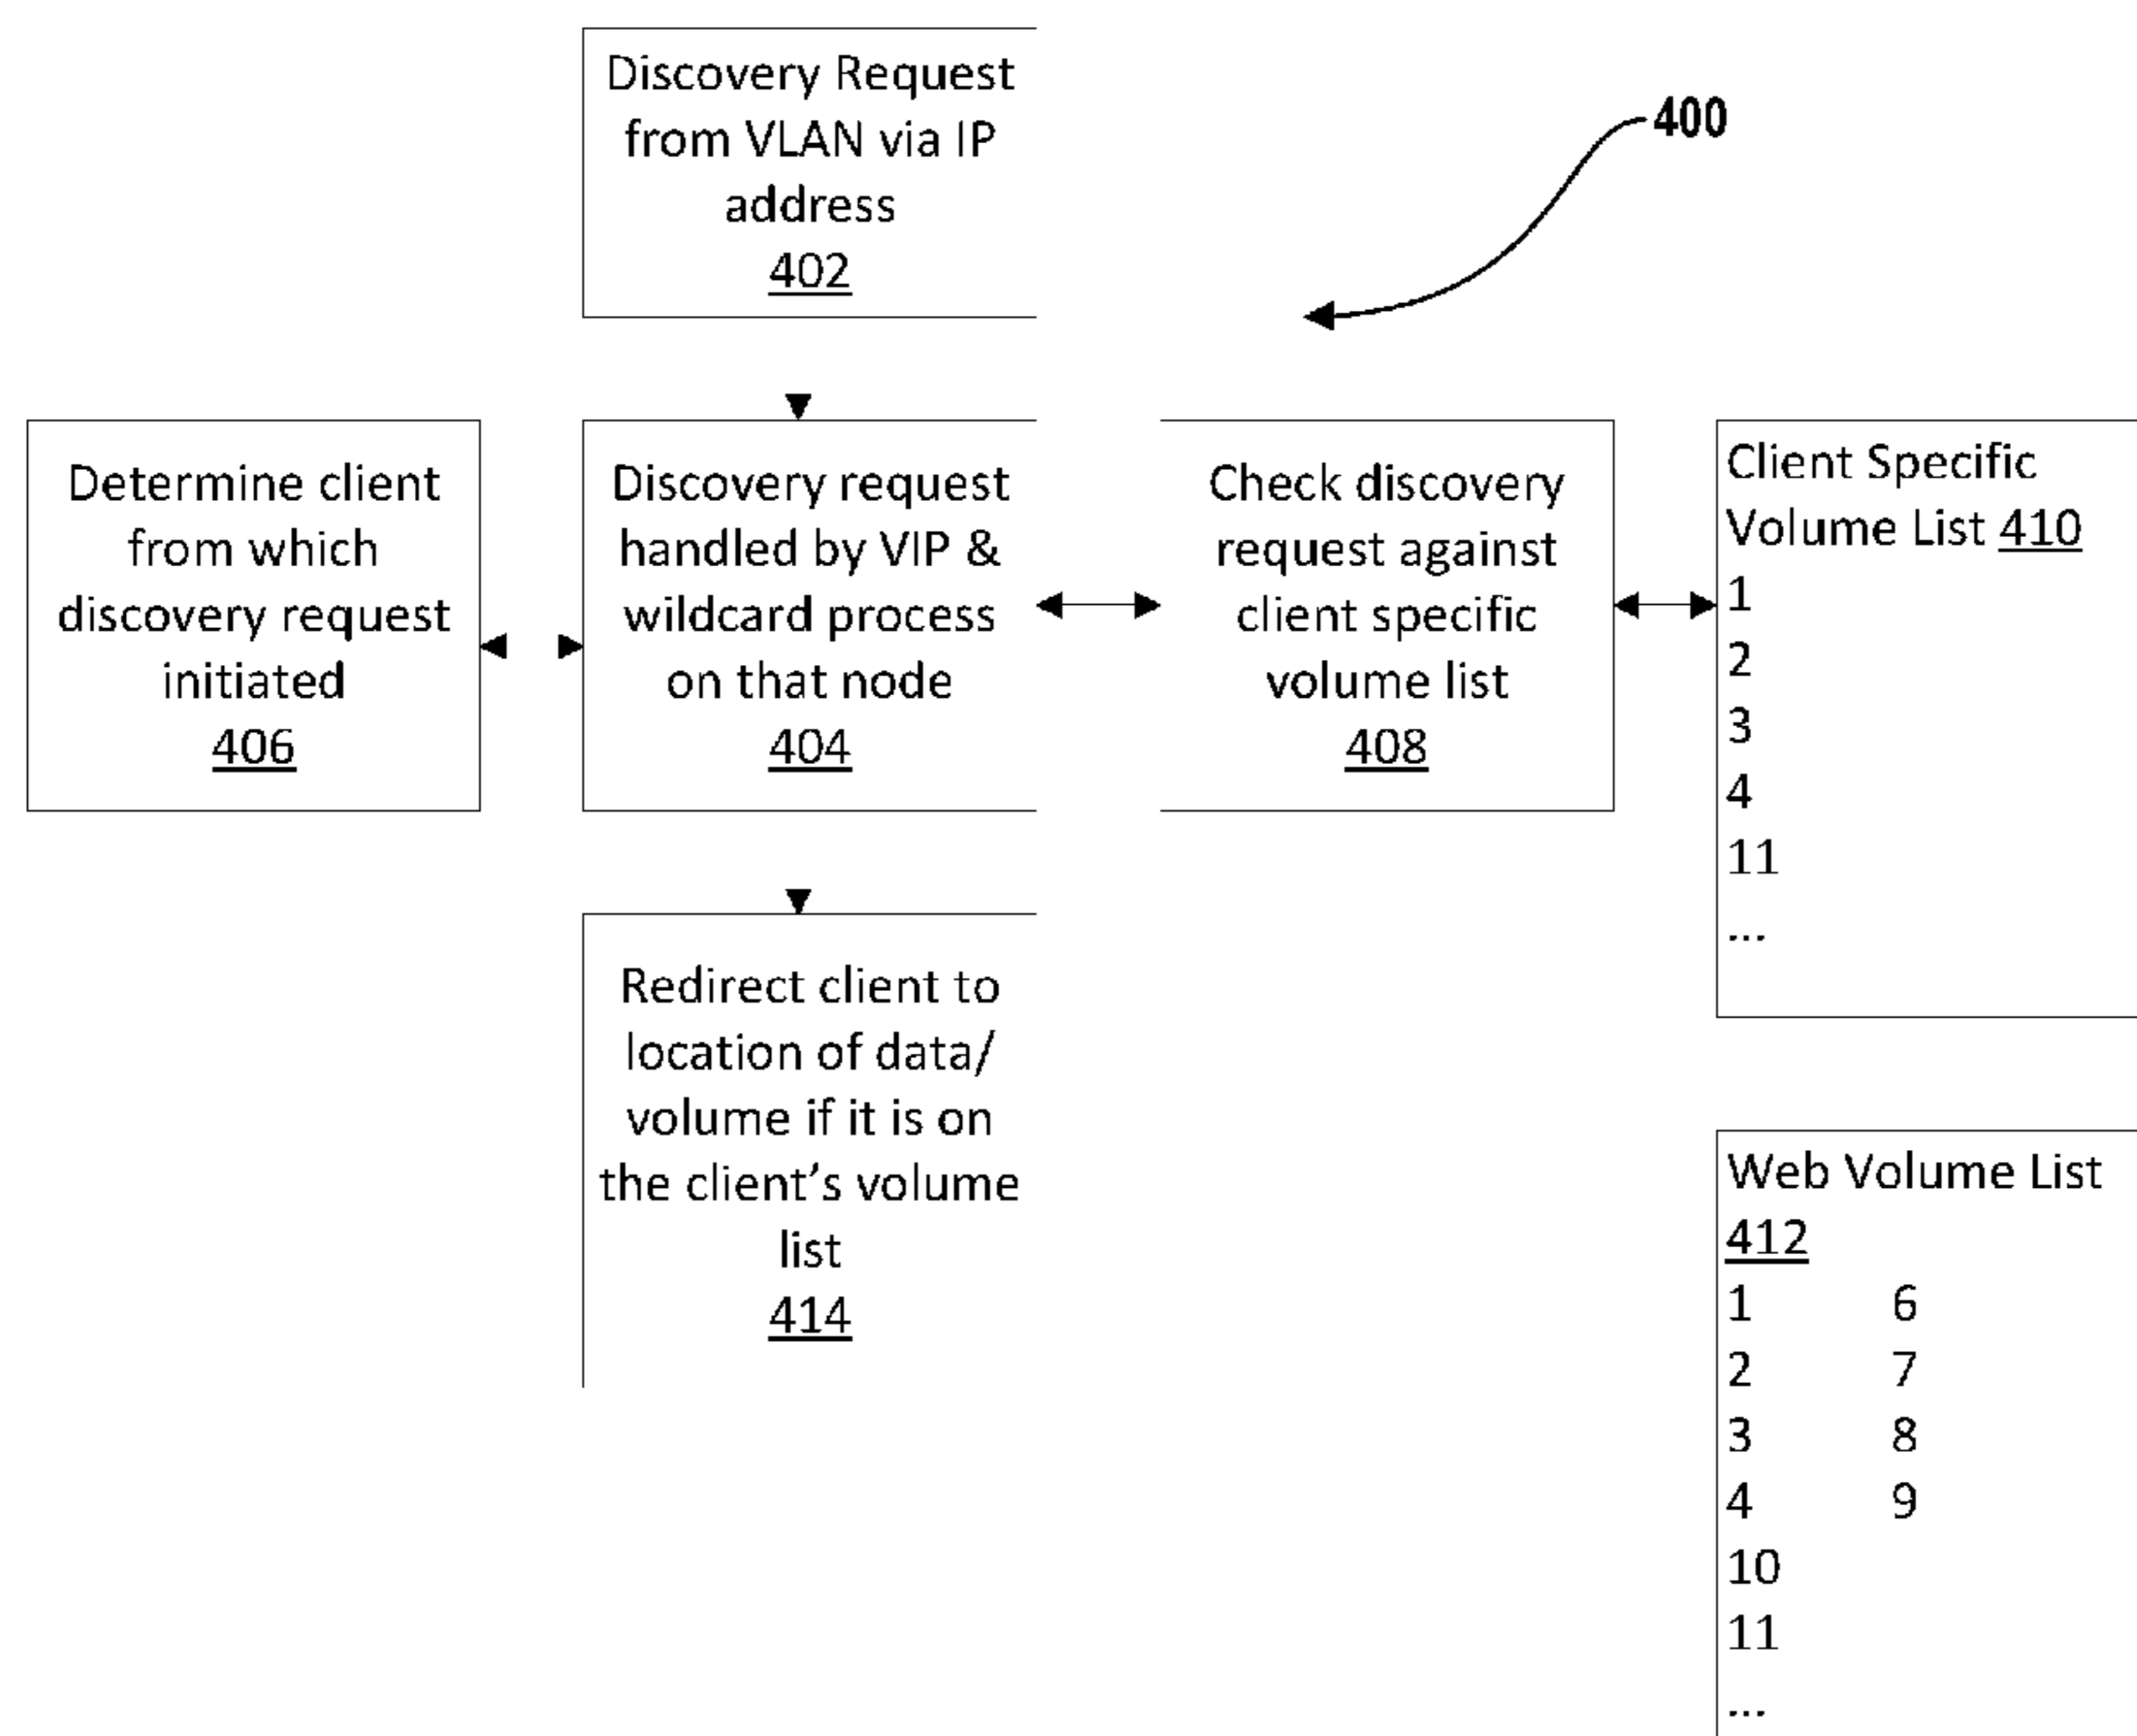 Discovery Request
from VLAN via IP
address
402
400
Determine client
from which
discovery request
initiated
406
Discovery request
handled by VIP &
wildcard process
on that node
404
Check discovery
request against
client specific
volume list
408
Client Specific
Volume List 410
1
2
3
4
11
...
Redirect client to
location of data/
volume if it is on
the client's volume
list
414
Web Volume List
412
1 6
2 7
3 8
4 9
10
11
...